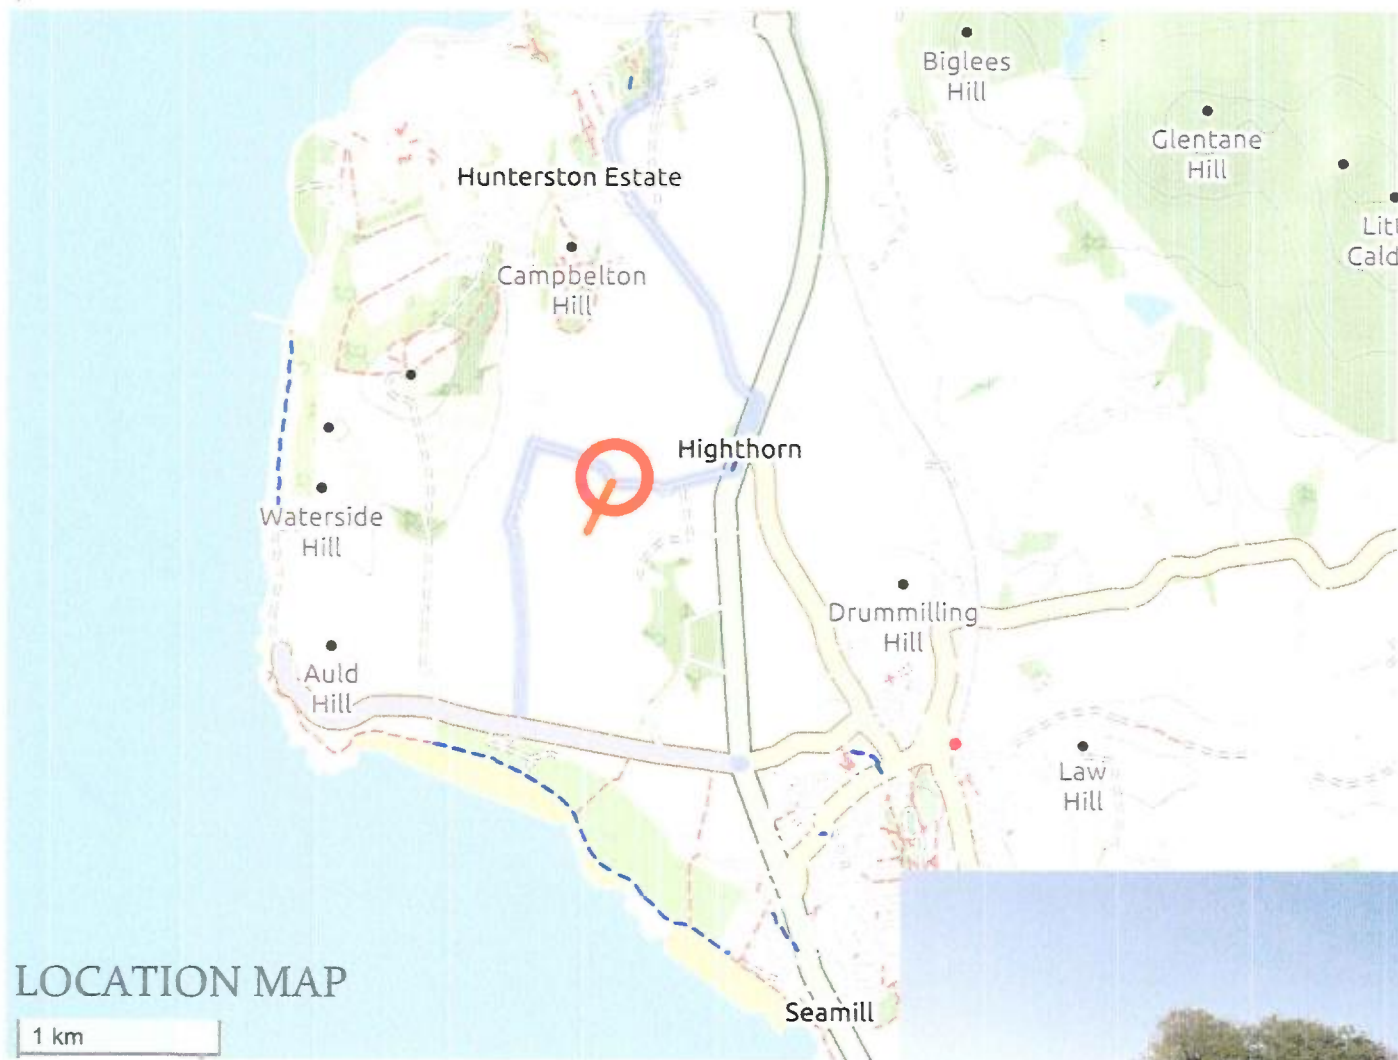 Biglees
Hill
Glentane
Hill
Hunterston Estate
Campbelton
Hill
Highthorn
Waterside
Hill
Drummilling
Hill
Auld
Hill
Law
Hill
LOCATION MAP
1 km
Seamill